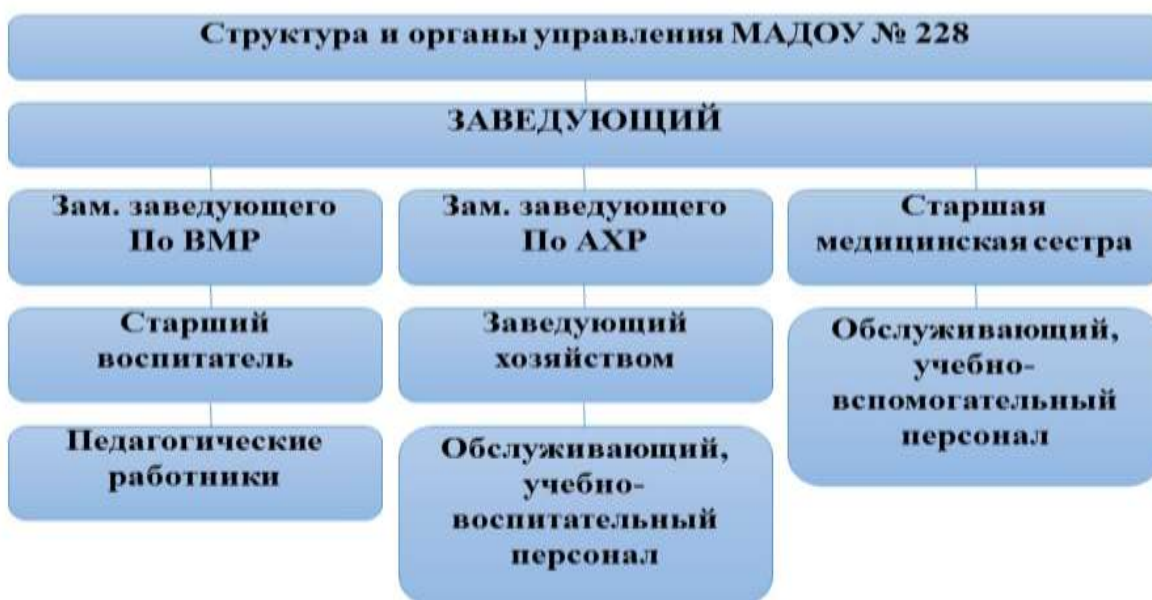 Структура и органы управления МАДОУ № 228
ЗАВЕДУЮЩИЙ
Зам. заведующего
По ВМР
Старший
воспитатель
Педагогические
работники
Зам. заведующего
По АХР
Заведующий
хозяйством
Обслуживающий,
учебно-
воспитательный
персонал
Старшая
медицинская сестра
Обслуживающий,
учебно-
вспомогательный
персонал